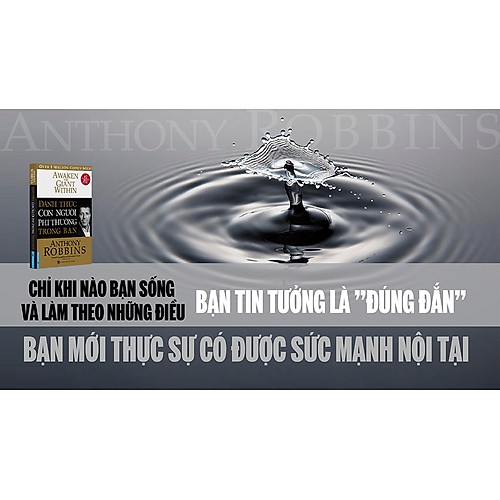 ANTHONY ROBBINS
AWAKEN
THE GIANT
WITHIN
ĐÁNH THỨC
CON NGƯỜI
PHI THƯỜNG
TRONG BẠN
ANTHONY
ROBBINS
CHỈ KHI NÀO BẠN SỐNG
VÀ LÀM THEO NHỮNG ĐIỀU
BẠN TIN TƯỞNG LÀ "ĐÚNG ĐẮN"
BẠN MỚI THỰC SỰ CÓ ĐƯỢC SỨC MẠNH NỘI TẠI